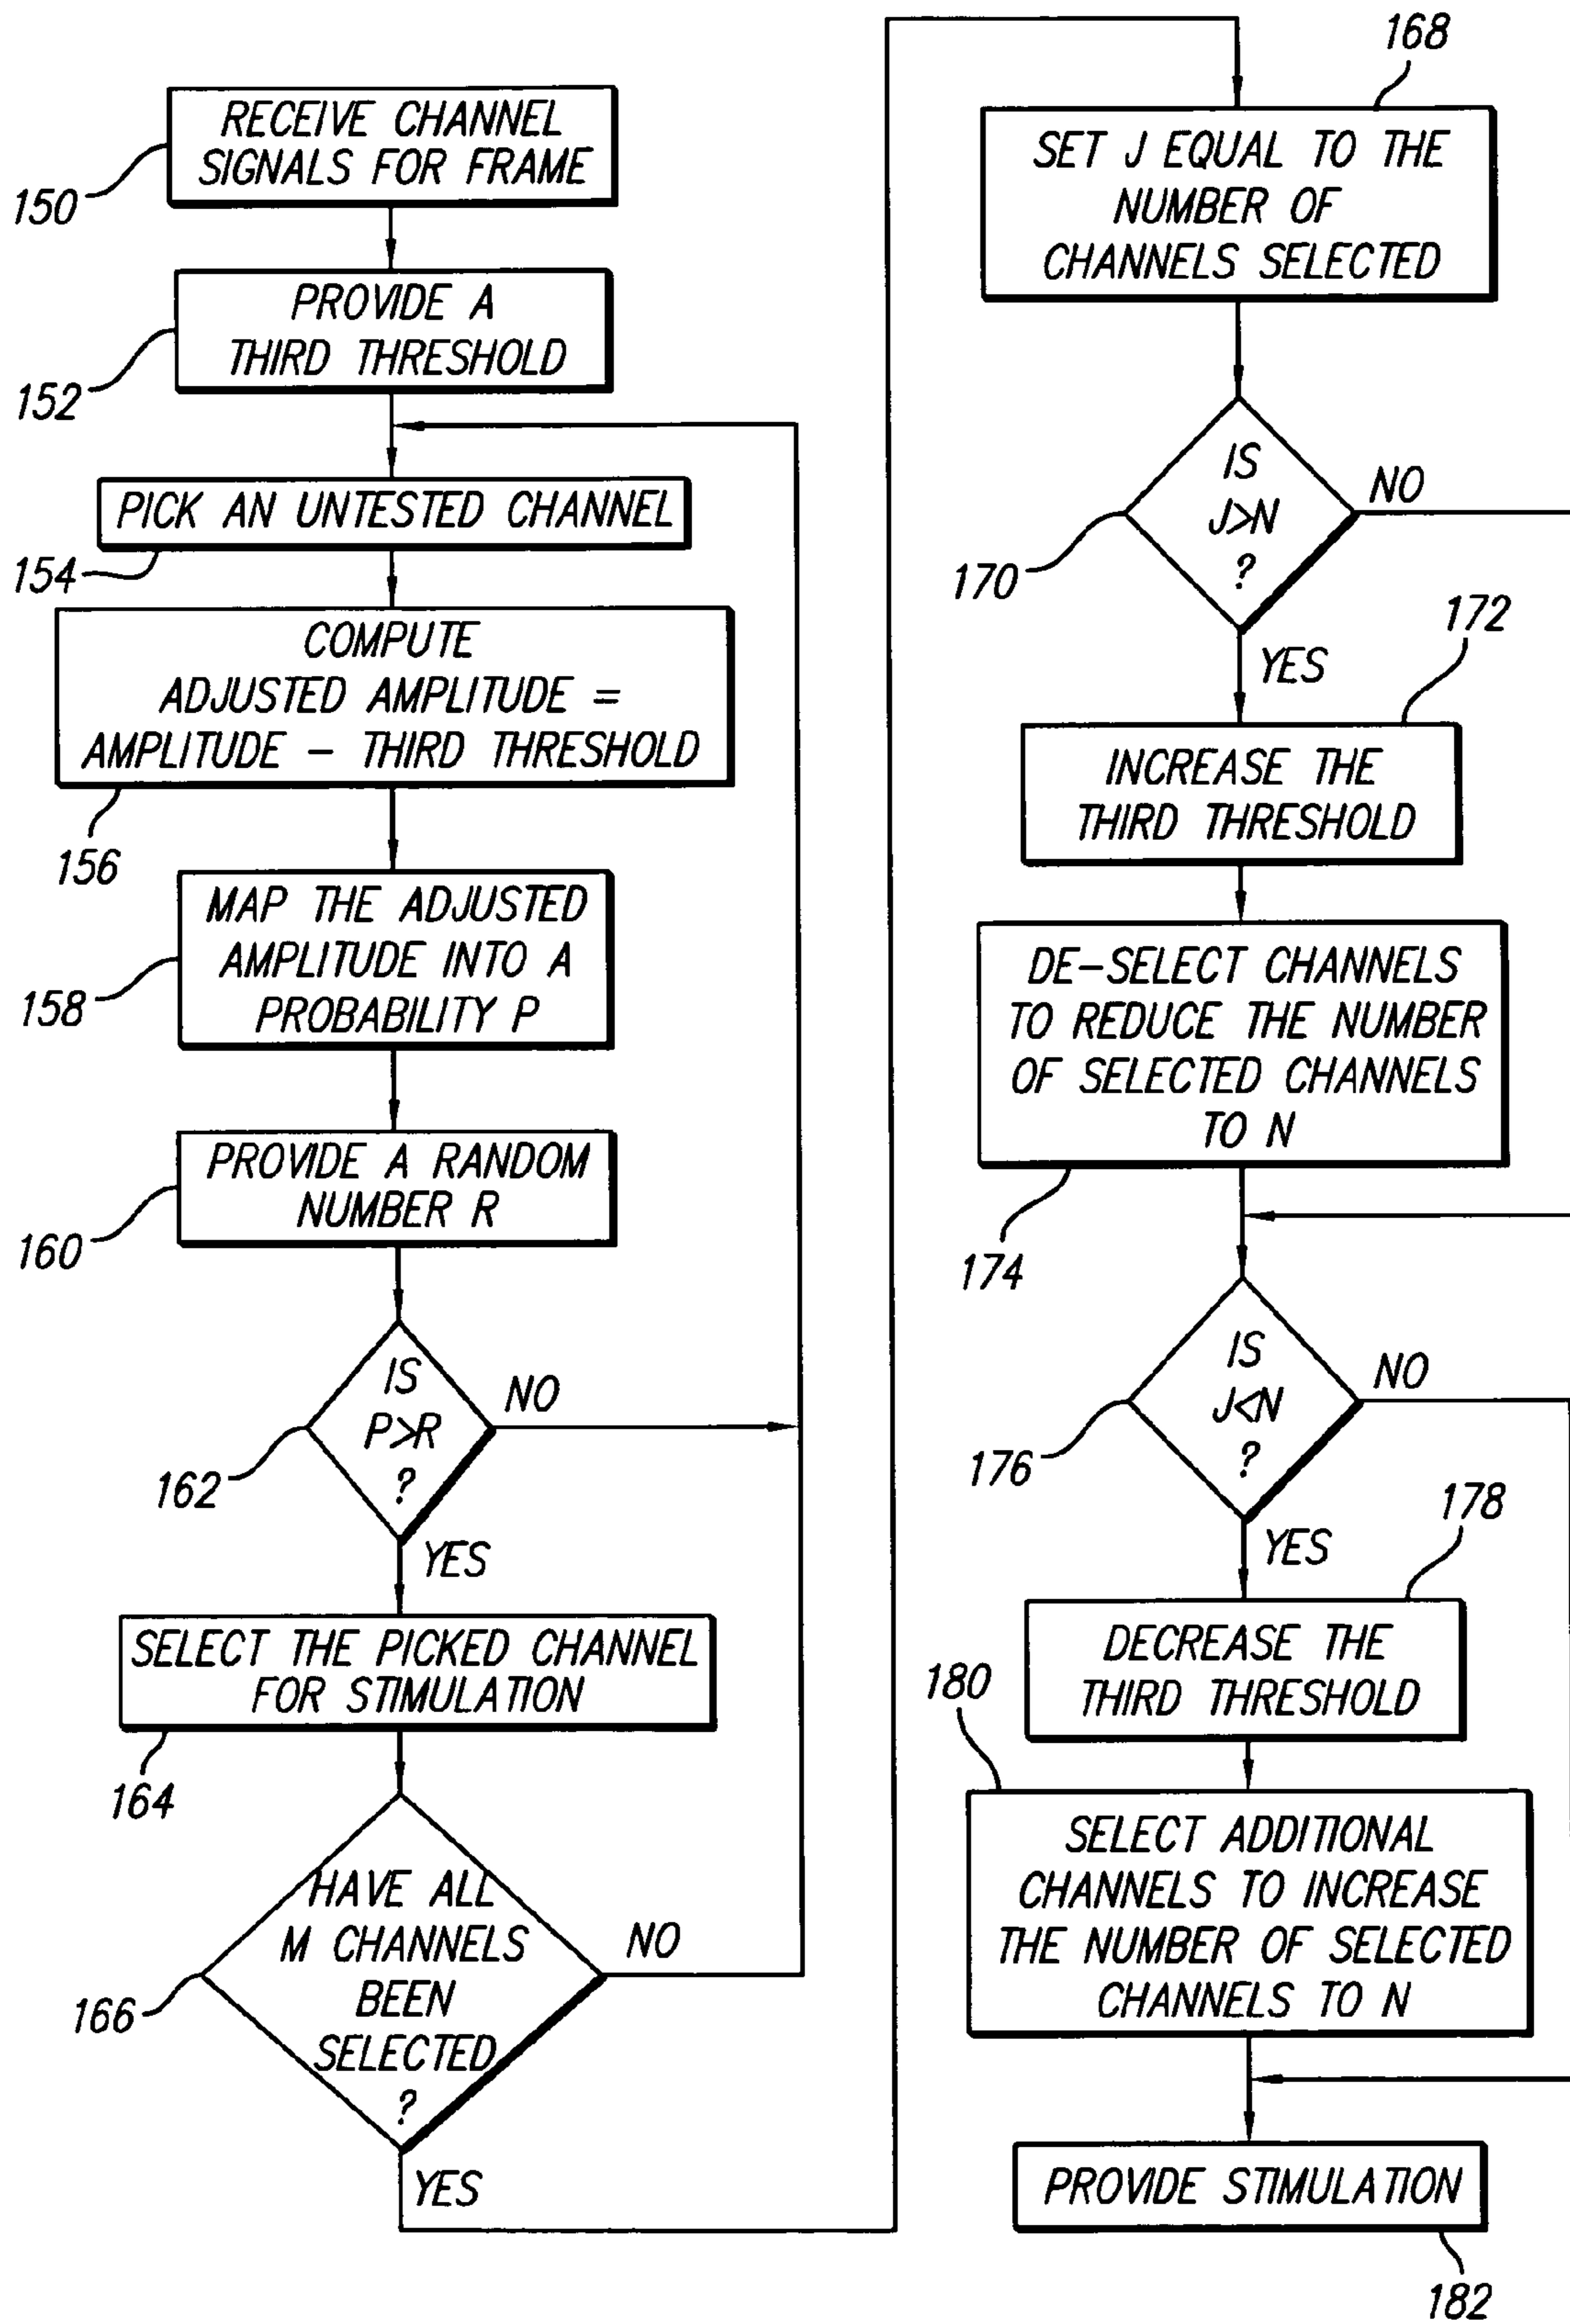 RECEIVE CHANNEL
SIGNALS FOR FRAME
150
PROVIDE A
THIRD THRESHOLD
152
PICK AN UNTESTED CHANNEL
154
COMPUTE
ADJUSTED AMPLITUDE =
AMPLITUDE - THIRD THRESHOLD
156
MAP THE ADJUSTED
AMPLITUDE INTO A
PROBABILITY P
158
PROVIDE A RANDOM
NUMBER R
160
IS
P>R
?
NO
162
YES
SELECT THE PICKED CHANNEL
FOR STIMULATION
164
HAVE ALL
M CHANNELS
BEEN
SELECTED
?
NO
166
YES
168
SET J EQUAL TO THE
NUMBER OF
CHANNELS SELECTED
IS
J>N
?
NO
170
YES
172
INCREASE THE
THIRD THRESHOLD
DE-SELECT CHANNELS
TO REDUCE THE NUMBER
OF SELECTED CHANNELS
TO N
174
IS
J<N
?
NO
176
YES
178
DECREASE THE
THIRD THRESHOLD
180
SELECT ADDITIONAL
CHANNELS TO INCREASE
THE NUMBER OF SELECTED
CHANNELS TO N
PROVIDE STIMULATION
182